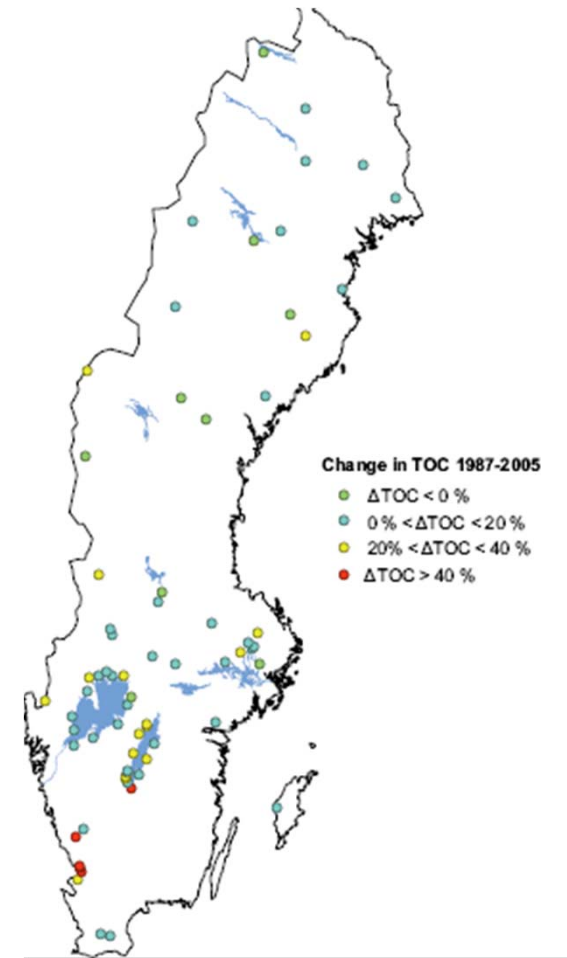 Change in TOC 1987-2005
ΔTOC < 0 %
0 % < ΔTOC < 20 %
20% < ΔTOC < 40 %
ΔTOC > 40 %